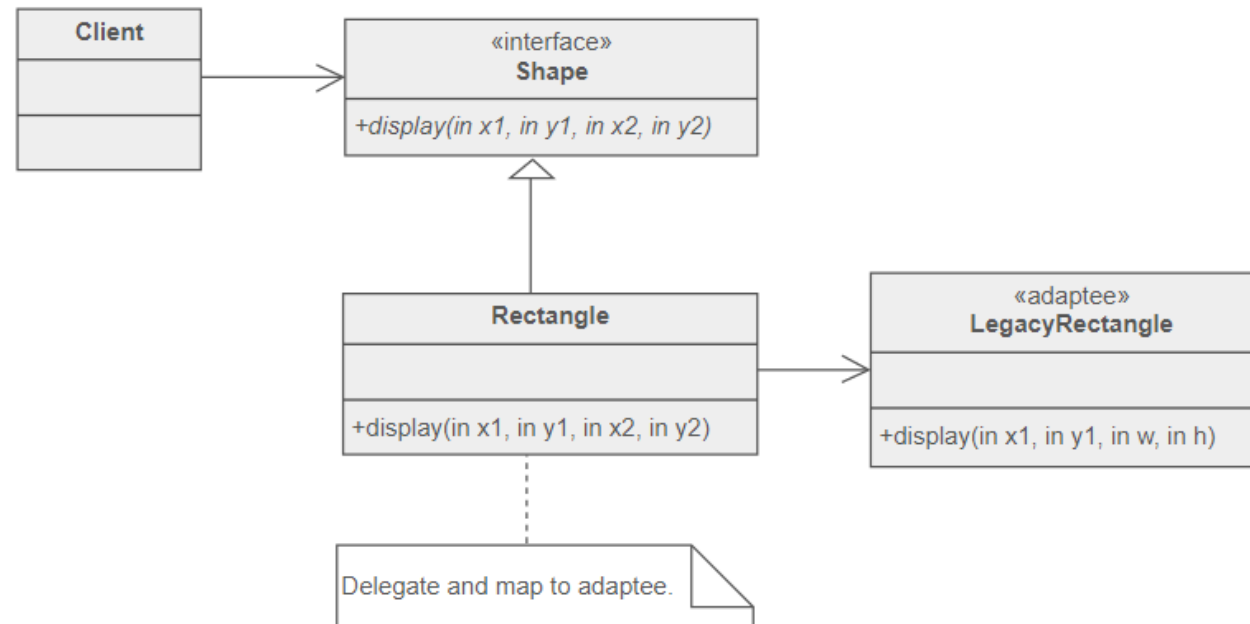 Client
«interface»
Shape
+display(in x1, in y1, in x2, in y2)
Rectangle
+display(in x1, in y1, in x2, in y2)
«adaptee»
LegacyRectangle
+display(in x1, in y1, in w, in h)
Delegate and map to adaptee.